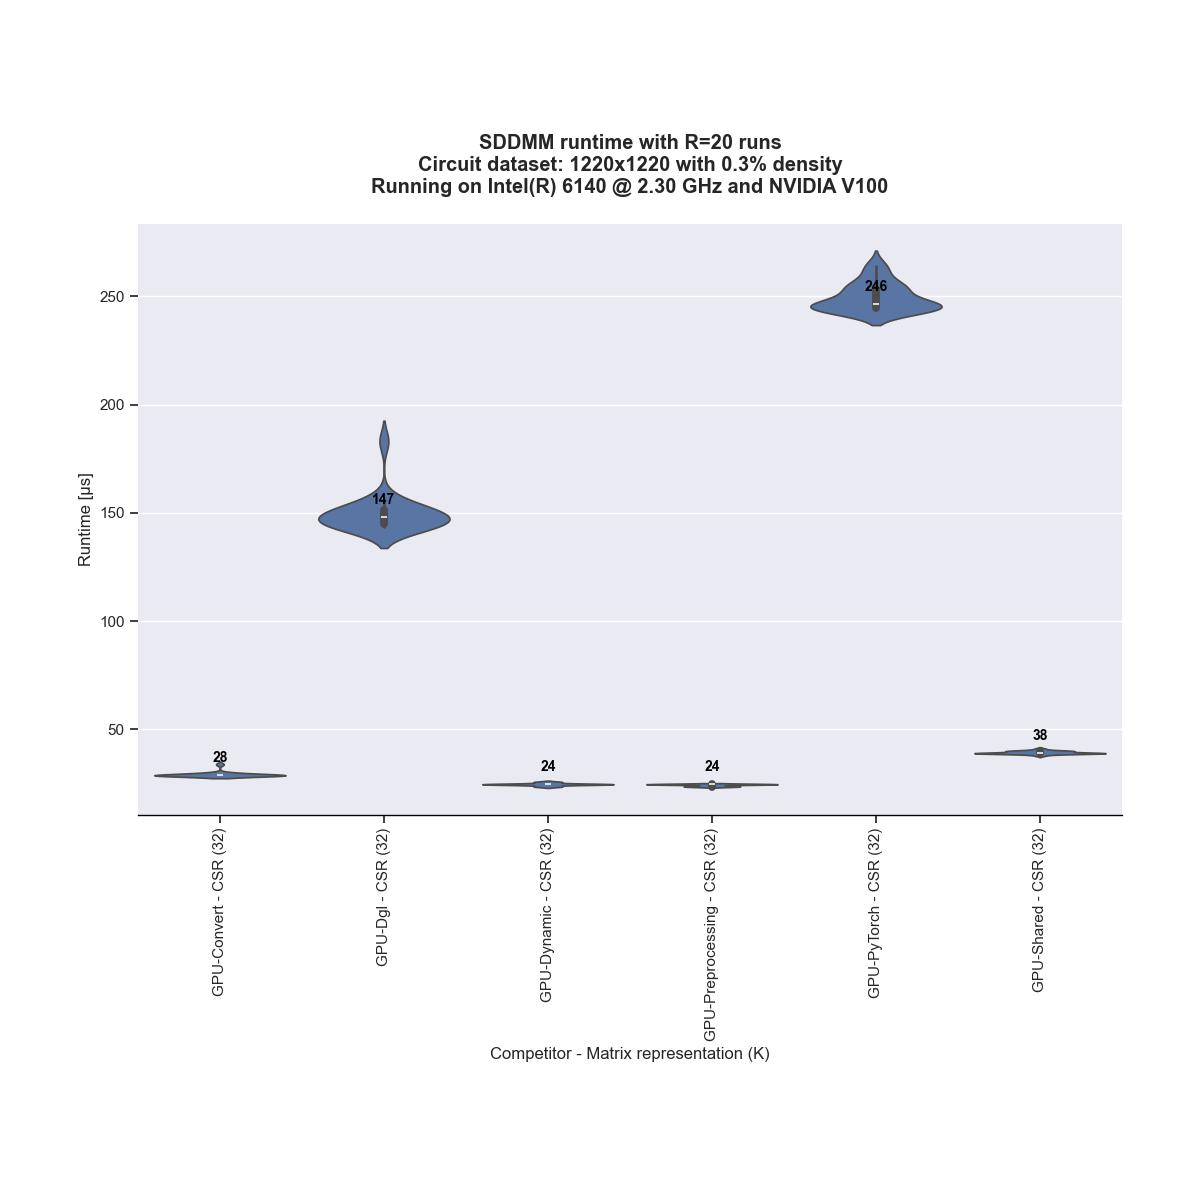 SDDMM runtime with R=20 runs
Circuit dataset: 1220x1220 with 0.3% density
Running on Intel(R) 6140 @ 2.30 GHz and NVIDIA V100
Runtime [μs]
250
200
150
100
50
28
147
24
24
246
38
GPU-Convert - CSR (32)
GPU-Dgl - CSR (32)
GPU-Dynamic - CSR (32)
GPU-Preprocessing - CSR (32)
GPU-PyTorch - CSR (32)
GPU-Shared - CSR (32)
Competitor - Matrix representation (K)